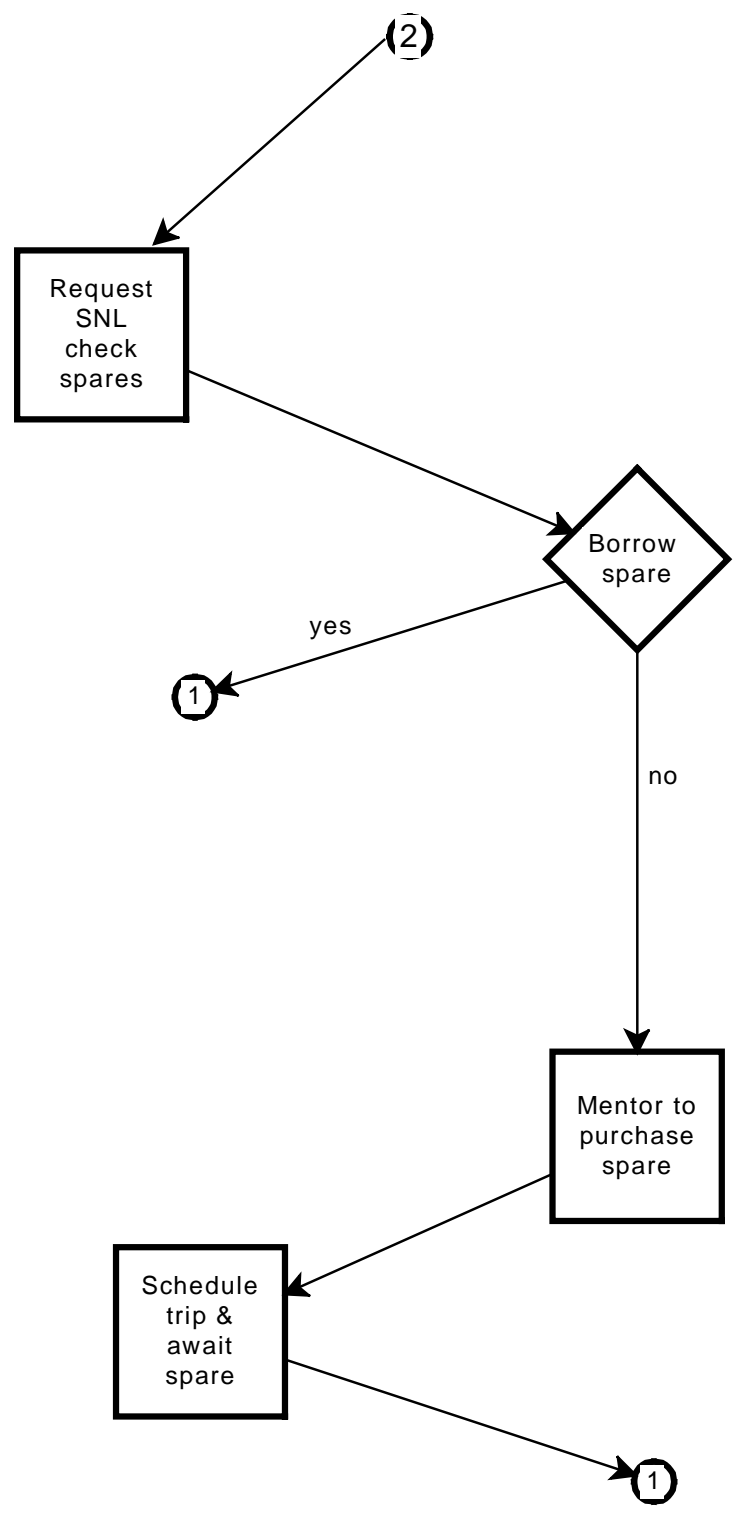 2
Request
SNL
check
spares
Borrow
spare
yes
1
no
Mentor to
purchase
spare
Schedule
trip &
await
spare
1